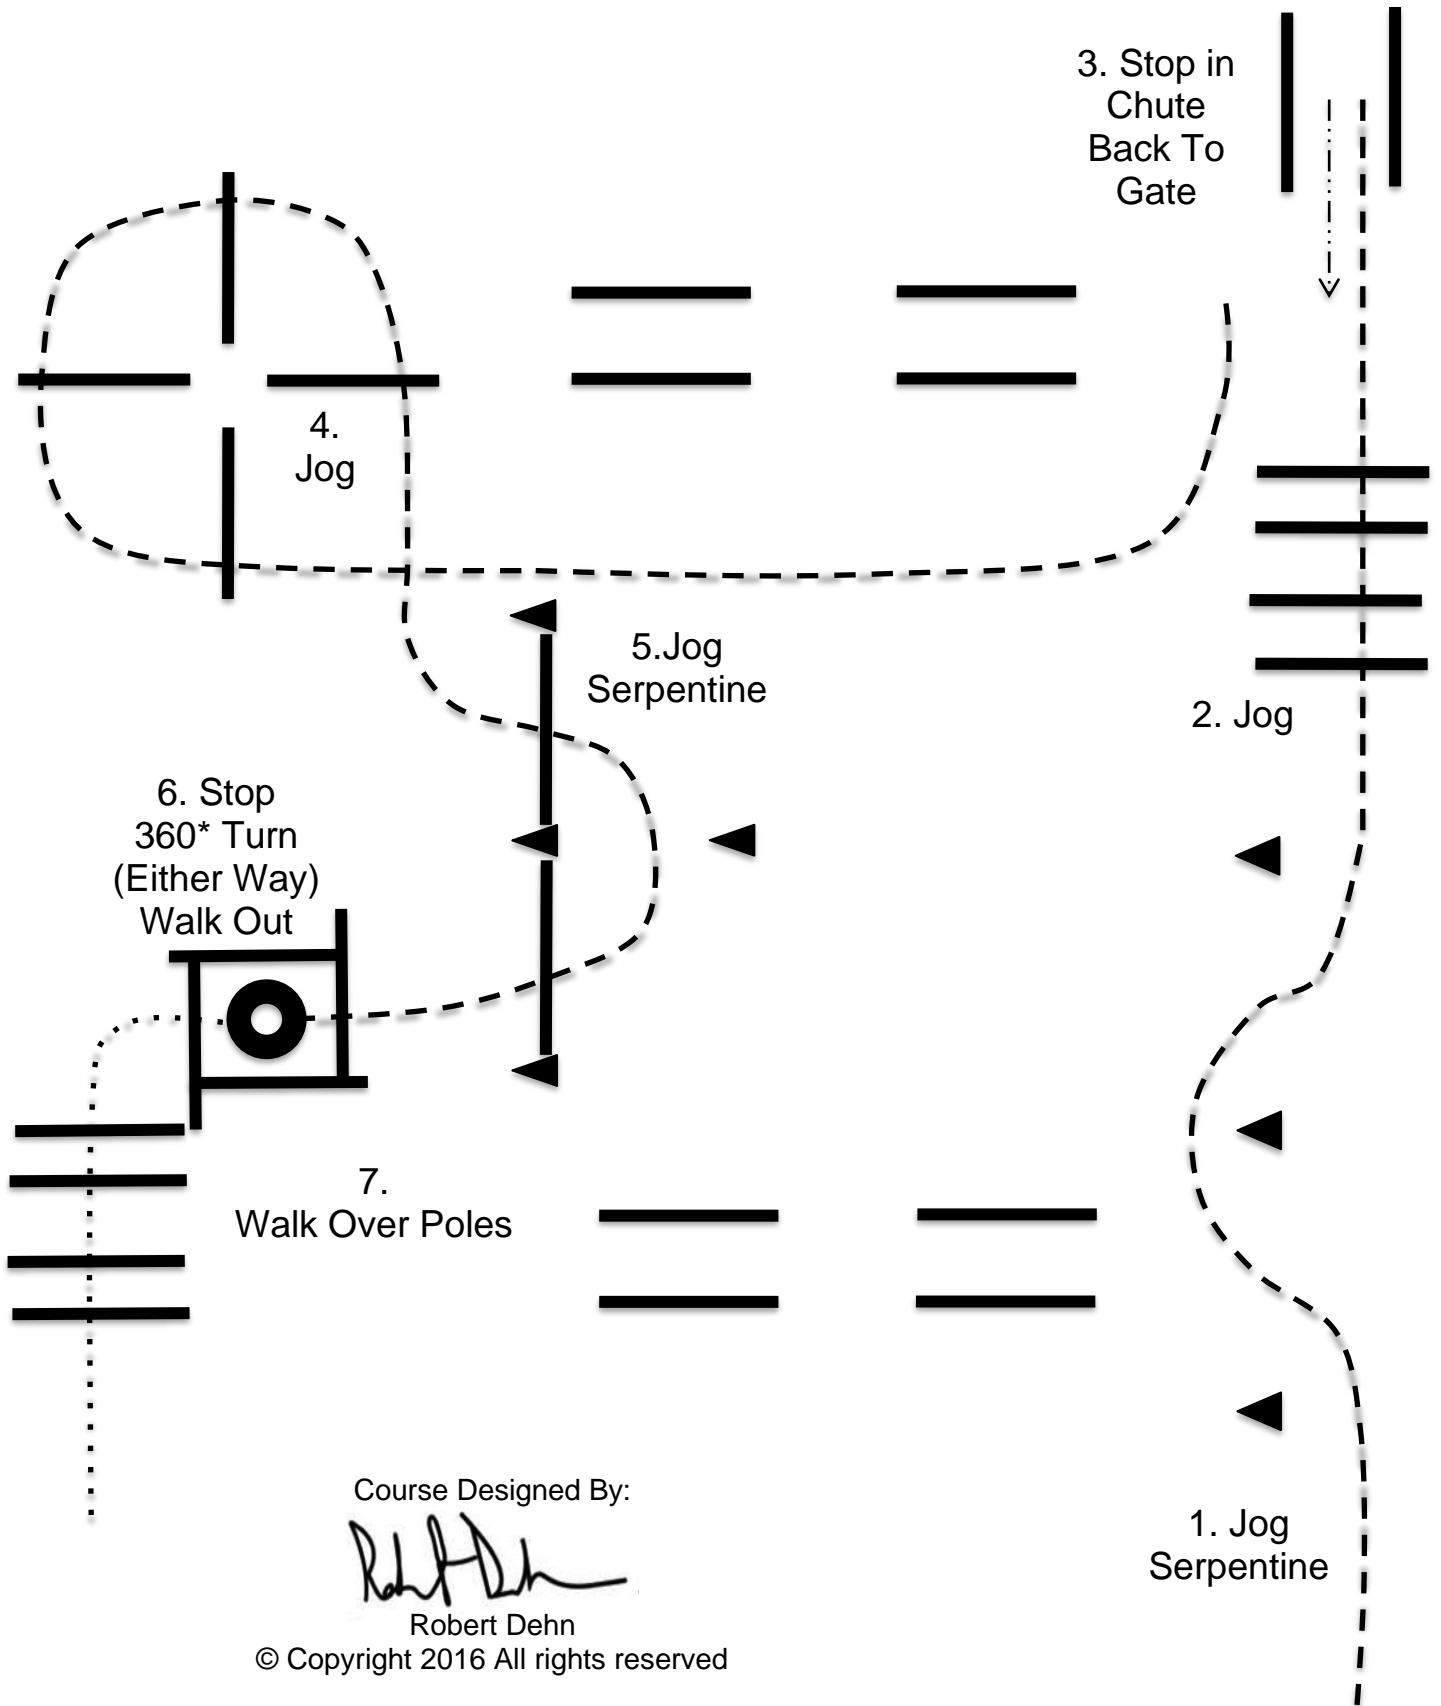 3. Stop in
Chute
Back To
Gate
4.
Jog
5.Jog
Serpentine
2. Jog
6. Stop
360* Turn
(Either Way)
Walk Out
7.
Walk Over Poles
1. Jog
Serpentine
Course Designed By:
Robert Dehn
© Copyright 2016 All rights reserved